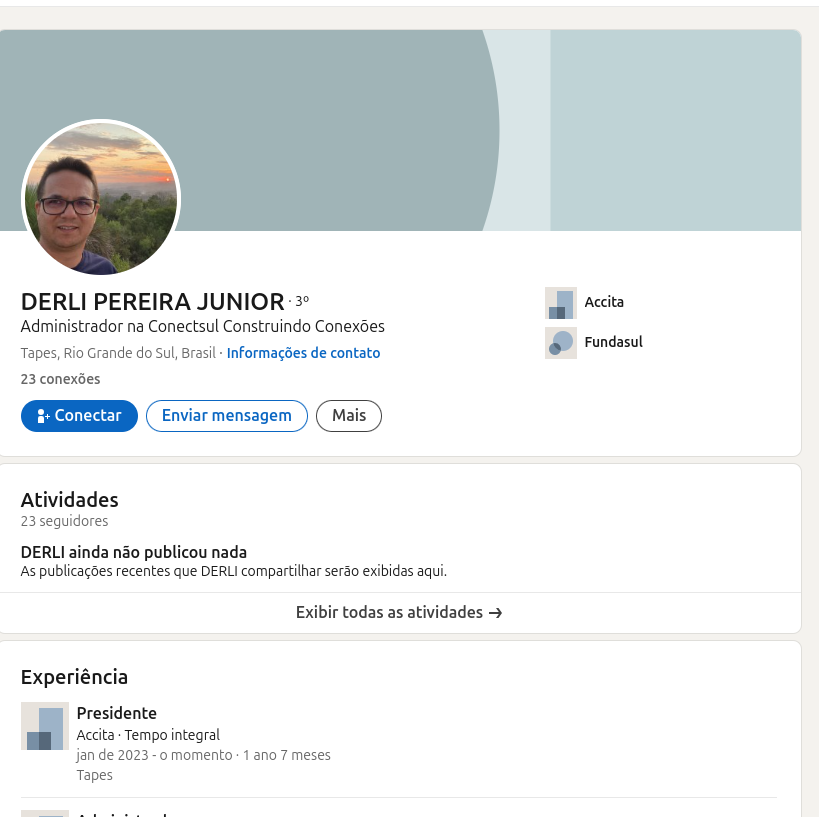 DERLI PEREIRA JUNIOR · 3º
Administrador na Conectsul Construindo Conexões
Tapes, Rio Grande do Sul, Brasil · Informações de contato
23 conexões
Accita
Fundasul
Conectar
Enviar mensagem
Mais
Atividades
23 seguidores
DERLI ainda não publicou nada
As publicações recentes que DERLI compartilhar serão exibidas aqui.
Exibir todas as atividades →
Experiência
Presidente
Accita · Tempo integral
jan de 2023 - o momento · 1 ano 7 meses
Tapes